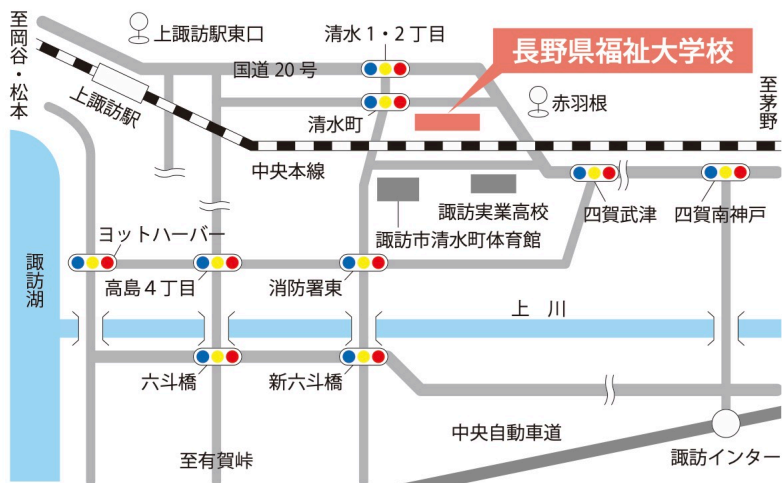 至岡谷・松本
上諏訪駅東口
清水1・2丁目
長野県福祉大学校
国道20号
上諏訪駅
清水町
赤羽根
至茅野
中央本線
諏訪実業高校
諏訪市清水町体育館
四賀武津
四賀南神戸
ヨットハーバー
高島4丁目
消防署東
諏訪湖
上川
六斗橋
新六斗橋
中央自動車道
至有賀峠
諏訪インター